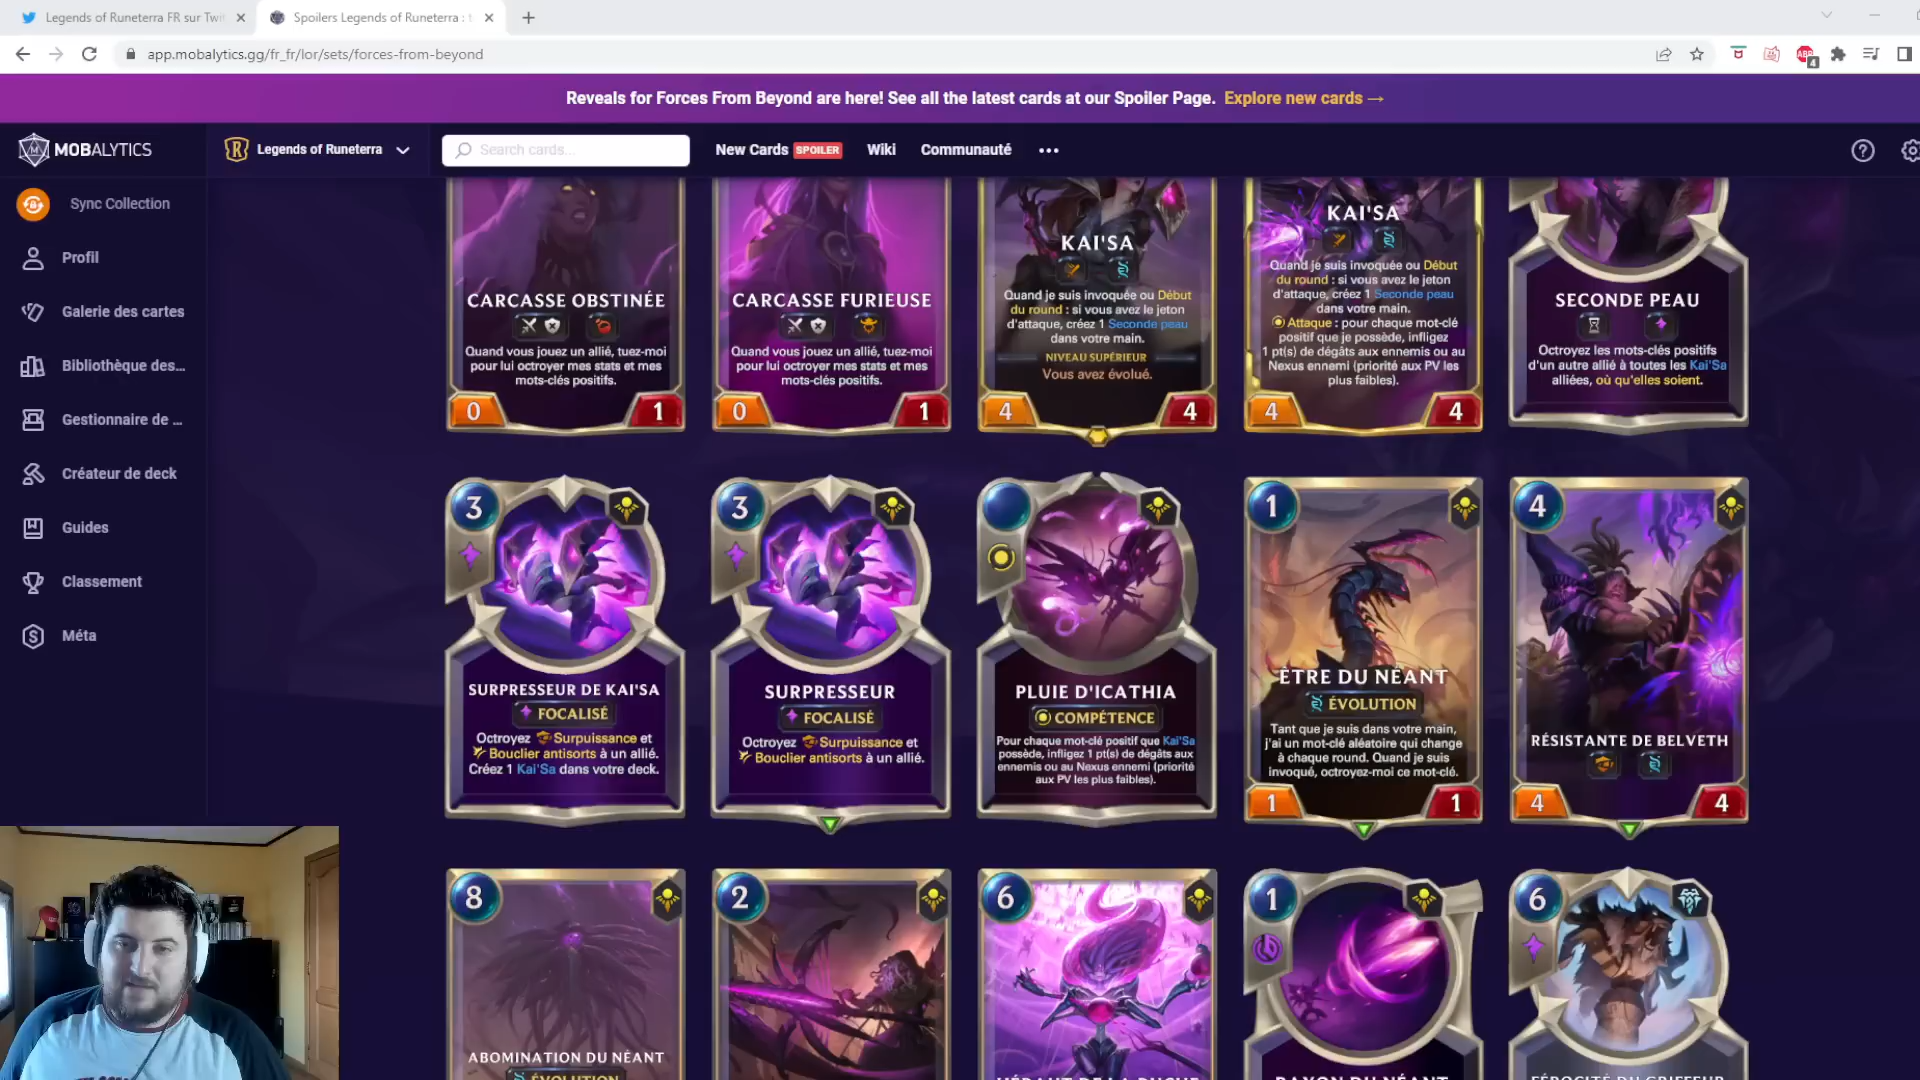 Legends of Runeterra FR sur Twi
Spoilers Legends of Runeterra : t
app.mobalytics.gg/fr_fr/lor/sets/forces-from-beyond
ABP
4
Reveals for Forces From Beyond are here! See all the latest cards at our Spoiler Page. Explore new cards →
MOBALYTICS
Legends of Runeterra
Search cards...
New Cards SPOILER
Wiki
Communauté
Sync Collection
Profil
Galerie des cartes
Bibliothèque des...
Gestionnaire de ...
Créateur de deck
Guides
Classement
Méta
CARCASSE OBSTINÉE
Quand vous jouez un allié, tuez-moi
pour lui octroyer mes stats et mes
mots-clés positifs.
0
1
CARCASSE FURIEUSE
Quand vous jouez un allié, tuez-moi
pour lui octroyer mes stats et mes
mots-clés positifs.
0
1
KAI'SA
Quand je suis invoquée ou Début
du round : si vous avez le jeton
d'attaque, créez 1 Seconde peau
dans votre main.
NIVEAU SUPÉRIEUR
Vous avez évolué.
4
4
KAI'SA
Quand je suis invoquée ou Début
du round : si vous avez le jeton
d'attaque, créez 1 Seconde peau
dans votre main.
Attaque : pour chaque mot-clé
positif que je possède, infligez
1 pt(s) de dégâts aux ennemis ou au
Nexus ennemi (priorité aux PV les
plus faibles).
4
4
SECONDE PEAU
Octroyez les mots-clés positifs
d'un autre allié à toutes les Kai'Sa
alliées, où qu'elles soient.
3
SURPRESSEUR DE KAI'SA
FOCALISÉ
Octroyez Surpuissance et
Bouclier antisorts à un allié.
Créez 1 Kai'Sa dans votre deck.
3
SURPRESSEUR
FOCALISÉ
Octroyez Surpuissance et
Bouclier antisorts à un allié.
PLUIE D'ICATHIA
COMPÉTENCE
Pour chaque mot-clé positif que Kai'Sa
possède, infligez 1 pt(s) de dégâts aux
ennemis ou au Nexus ennemi (priorité
aux PV les plus faibles).
1
ÊTRE DU NÉANT
ÉVOLUTION
Tant que je suis dans votre main,
j'ai un mot-clé aléatoire qui change
à chaque round. Quand je suis
invoqué, octroyez-moi ce mot-clé.
1
1
4
RÉSISTANTE DE BELVETH
4
4
8
ABOMINATION DU NÉANT
ÉVOLUTION
2
6
HÉRAUT DE LA RUCHE
1
RAYON DU NÉANT
6
FÉROCITÉ DU GRIFFEUR